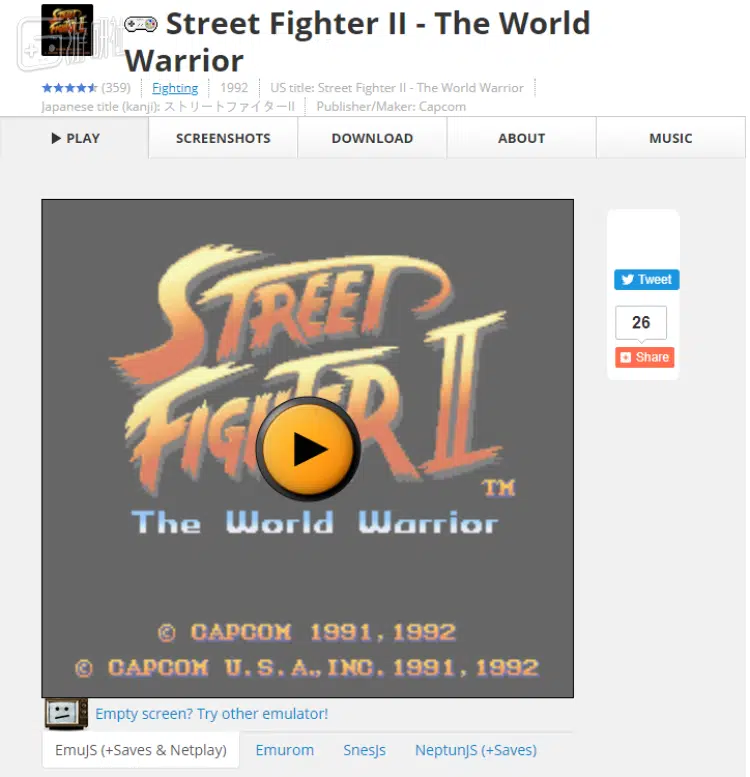 Street Fighter II - The World
Warrior
(359) Fighting 1992 US title: Street Fighter II - The World Warrior
Japanese title (kanji): ストリートファイターII Publisher/Maker: Capcom
PLAY SCREENSHOTS DOWNLOAD ABOUT MUSIC
STREET
FIGHTER II
TM
The World Warrior
© CAPCOM 1991,1992
© CAPCOM U.S.A.,INC.1991,1992
Tweet
26
Share
Empty screen? Try other emulator!
EmuJS (+Saves & Netplay) Emurom SnesJs NeptunJS (+Saves)